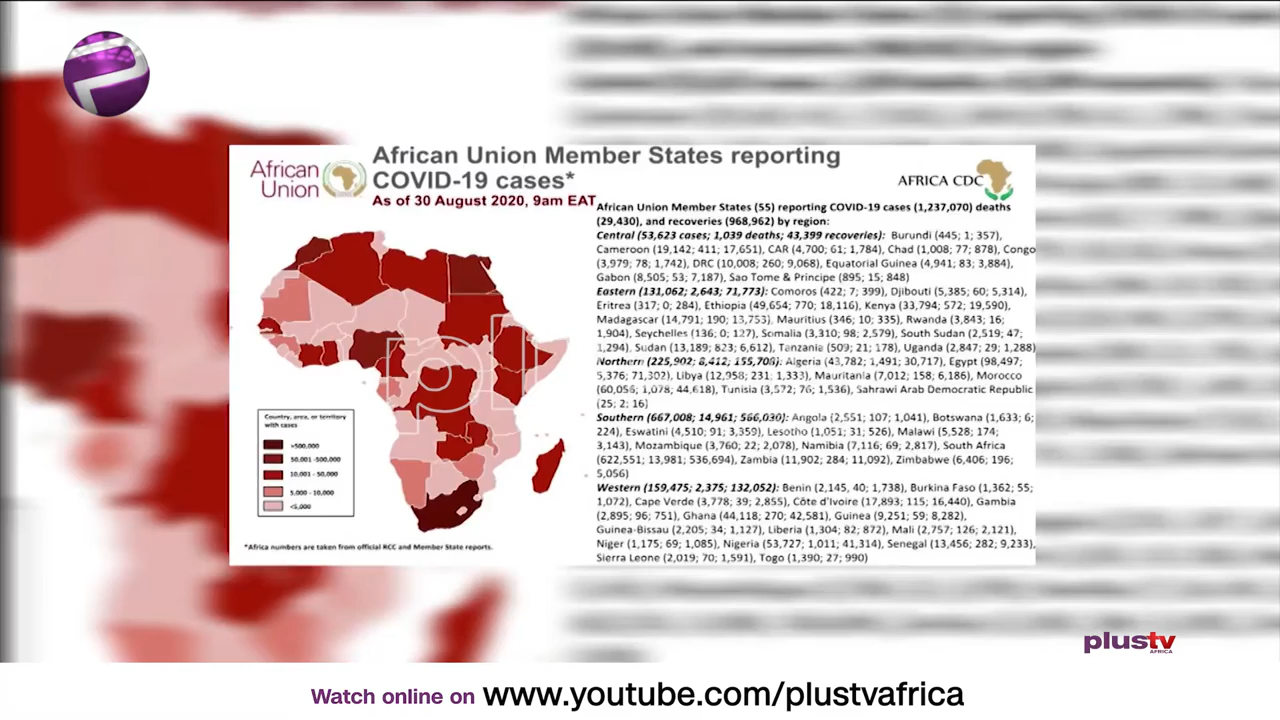 African Union
African Union Member States reporting
COVID-19 cases*
As of 30 August 2020, 9am EAT
AFRICA CDC
African Union Member States (55) reporting COVID-19 cases (1,237,070) deaths
(29,430), and recoveries (968,962) by region:
Central (53,623 cases; 1,039 deaths; 43,399 recoveries): Burundi (445; 1; 357),
Cameroon (19,142; 411; 17,651), CAR (4,700; 61; 1,784), Chad (1,008; 77; 878), Congo
(3,979; 78; 1,742), DRC (10,008; 260; 9,068), Equatorial Guinea (4,941; 83; 3,884),
Gabon (8,505; 53; 7,187), Sao Tome & Principe (895; 15; 848)
Eastern (131,062; 2,643; 71,773): Comoros (422; 7; 399), Djibouti (5,385; 60; 5,314),
Eritrea (317; 0; 284), Ethiopia (49,654; 770; 18,116), Kenya (33,794; 572; 19,590),
Madagascar (14,791; 190; 13,753), Mauritius (346; 10; 335), Rwanda (3,843; 16;
1,904), Seychelles (136; 0; 127), Somalia (3,310; 98; 2,579), South Sudan (2,519; 47;
1,294), Sudan (13,189; 823; 6,612), Tanzania (509; 21; 178), Uganda (2,847; 29; 1,288)
Northern (225,902; 8,412; 155,708): Algeria (43,782; 1,491; 30,717), Egypt (98,497;
5,376; 71,302), Libya (12,958; 231; 1,333), Mauritania (7,012; 158; 6,186), Morocco
(60,056; 1,078; 44,618), Tunisia (3,572; 76; 1,536), Sahrawi Arab Democratic Republic
(25; 2; 16)
Southern (667,008; 14,961; 566,030): Angola (2,551; 107; 1,041), Botswana (1,633; 6;
224), Eswatini (4,510; 91; 3,359), Lesotho (1,051; 31; 526), Malawi (5,528; 174;
3,143), Mozambique (3,760; 22; 2,078), Namibia (7,116; 69; 2,817), South Africa
(622,551; 13,981; 536,694), Zambia (11,902; 284; 11,092), Zimbabwe (6,406; 196;
5,056)
Western (159,475; 2,375; 132,052): Benin (2,145, 40; 1,738), Burkina Faso (1,362; 55;
1,072), Cape Verde (3,778; 39; 2,855), Côte d'Ivoire (17,893; 115; 16,440), Gambia
(2,895; 96; 751), Ghana (44,118; 270; 42,581), Guinea (9,251; 59; 8,282),
Guinea-Bissau (2,205; 34; 1,127), Liberia (1,304; 82; 872), Mali (2,757; 126; 2,121),
Niger (1,175; 69; 1,085), Nigeria (53,727; 1,011; 41,314), Senegal (13,456; 282; 9,233),
Sierra Leone (2,019; 70; 1,591), Togo (1,390; 27; 990)
Country, area, or territory
with cases
>500,000
50,001 -500,000
10,001 - 50,000
5,000 - 10,000
<5,000
*Africa numbers are taken from official RCC and Member State reports.
plustv
AFRICA
Watch online on www.youtube.com/plustvafrica